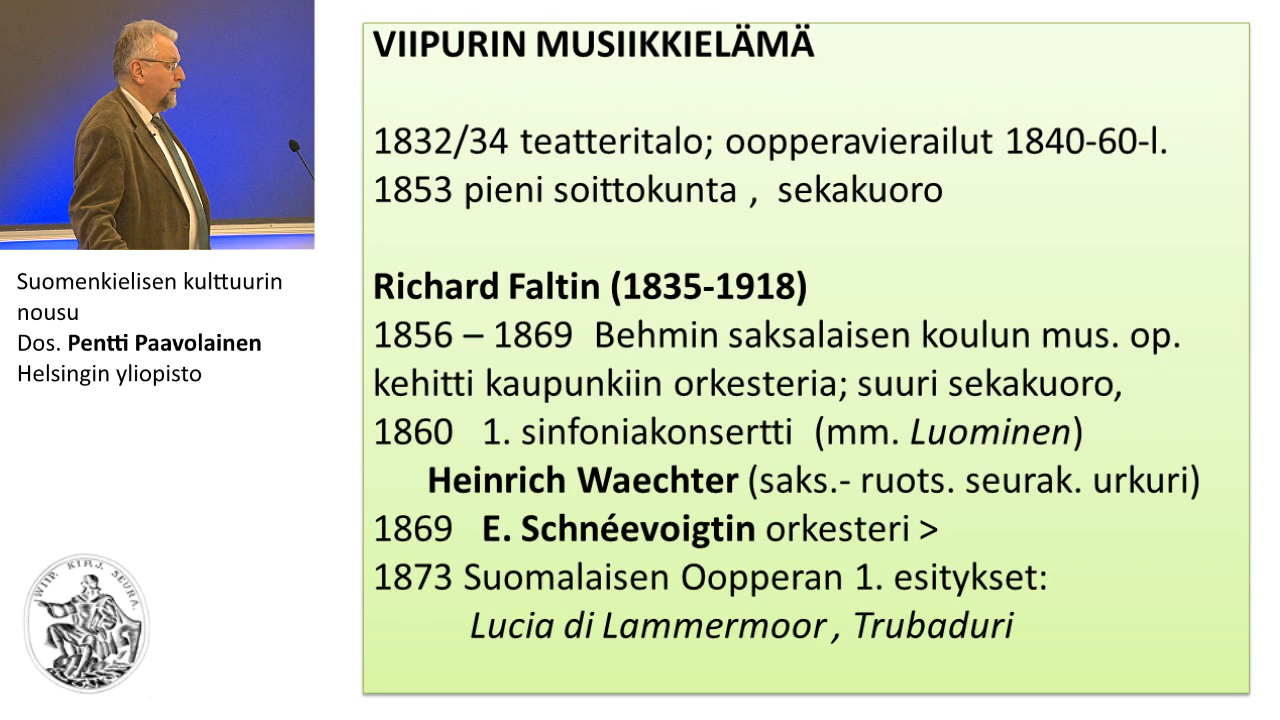 VIIPURIN MUSIIKKIELÄMÄ
1832/34 teatteritalo; oopperavierailut 1840-60-l.
1853 pieni soittokunta , sekakuoro
Richard Faltin (1835-1918)
1856 – 1869 Behmin saksalaisen koulun mus. op.
kehitti kaupunkiin orkesteria; suuri sekakuoro,
1860 1. sinfoniakonsertti (mm. Luominen)
Heinrich Waechter (saks.- ruots. seurak. urkuri)
1869 E. Schnéevoigtin orkesteri >
1873 Suomalaisen Oopperan 1. esitykset:
Lucia di Lammermoor , Trubaduri
Suomenkielisen kulttuurin
nousu
Dos. Pentti Paavolainen
Helsingin yliopisto
WIIP. KIRJ. SEURA.